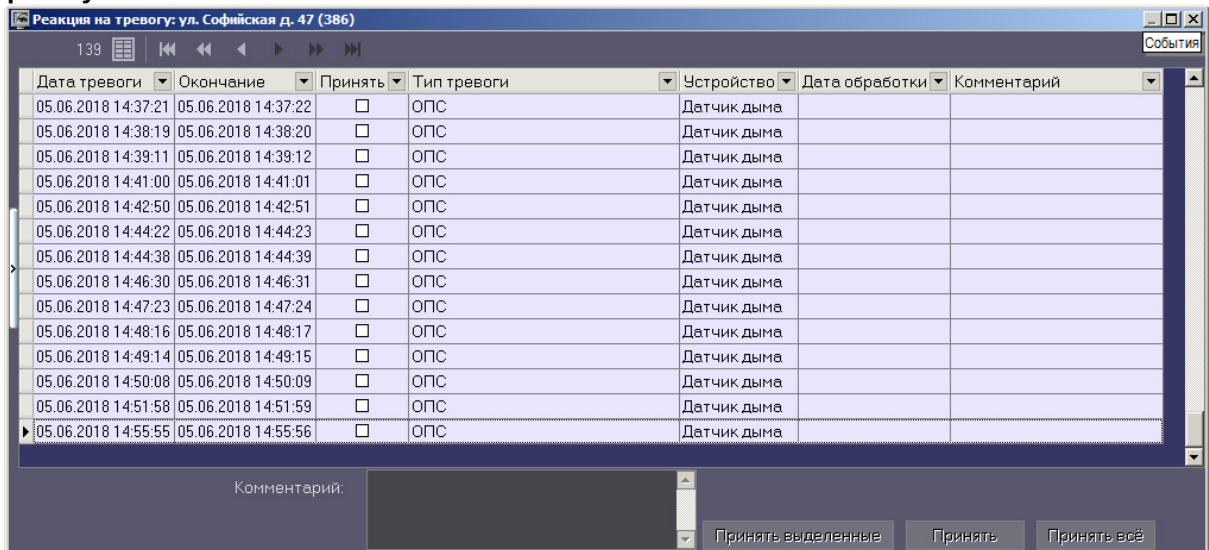 Реакция на тревогу: ул. Софийская д. 47 (386)
139
События
Дата тревоги Окончание Принять Тип тревоги Устройство Дата обработки Комментарий
05.06.2018 14:37:21 05.06.2018 14:37:22 ОПС Датчик дыма
05.06.2018 14:38:19 05.06.2018 14:38:20 ОПС Датчик дыма
05.06.2018 14:39:11 05.06.2018 14:39:12 ОПС Датчик дыма
05.06.2018 14:41:00 05.06.2018 14:41:01 ОПС Датчик дыма
05.06.2018 14:42:50 05.06.2018 14:42:51 ОПС Датчик дыма
05.06.2018 14:44:22 05.06.2018 14:44:23 ОПС Датчик дыма
05.06.2018 14:44:38 05.06.2018 14:44:39 ОПС Датчик дыма
05.06.2018 14:46:30 05.06.2018 14:46:31 ОПС Датчик дыма
05.06.2018 14:47:23 05.06.2018 14:47:24 ОПС Датчик дыма
05.06.2018 14:48:16 05.06.2018 14:48:17 ОПС Датчик дыма
05.06.2018 14:49:14 05.06.2018 14:49:15 ОПС Датчик дыма
05.06.2018 14:50:08 05.06.2018 14:50:09 ОПС Датчик дыма
05.06.2018 14:51:58 05.06.2018 14:51:59 ОПС Датчик дыма
05.06.2018 14:55:55 05.06.2018 14:55:56 ОПС Датчик дыма
Комментарий:
Принять выделенные Принять Принять всё